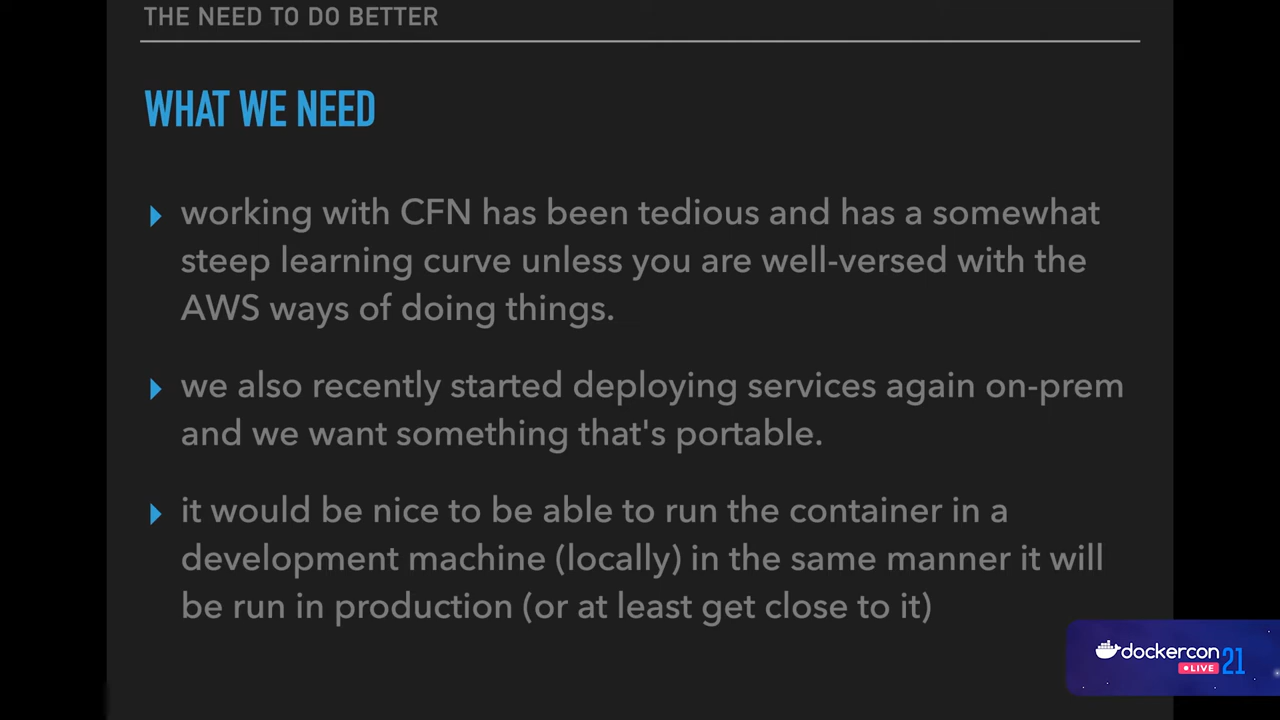 THE NEED TO DO BETTER
WHAT WE NEED
working with CFN has been tedious and has a somewhat
steep learning curve unless you are well-versed with the
AWS ways of doing things.
we also recently started deploying services again on-prem
and we want something that's portable.
it would be nice to be able to run the container in a
development machine (locally) in the same manner it will
be run in production (or at least get close to it)
dockercon
LIVE 21